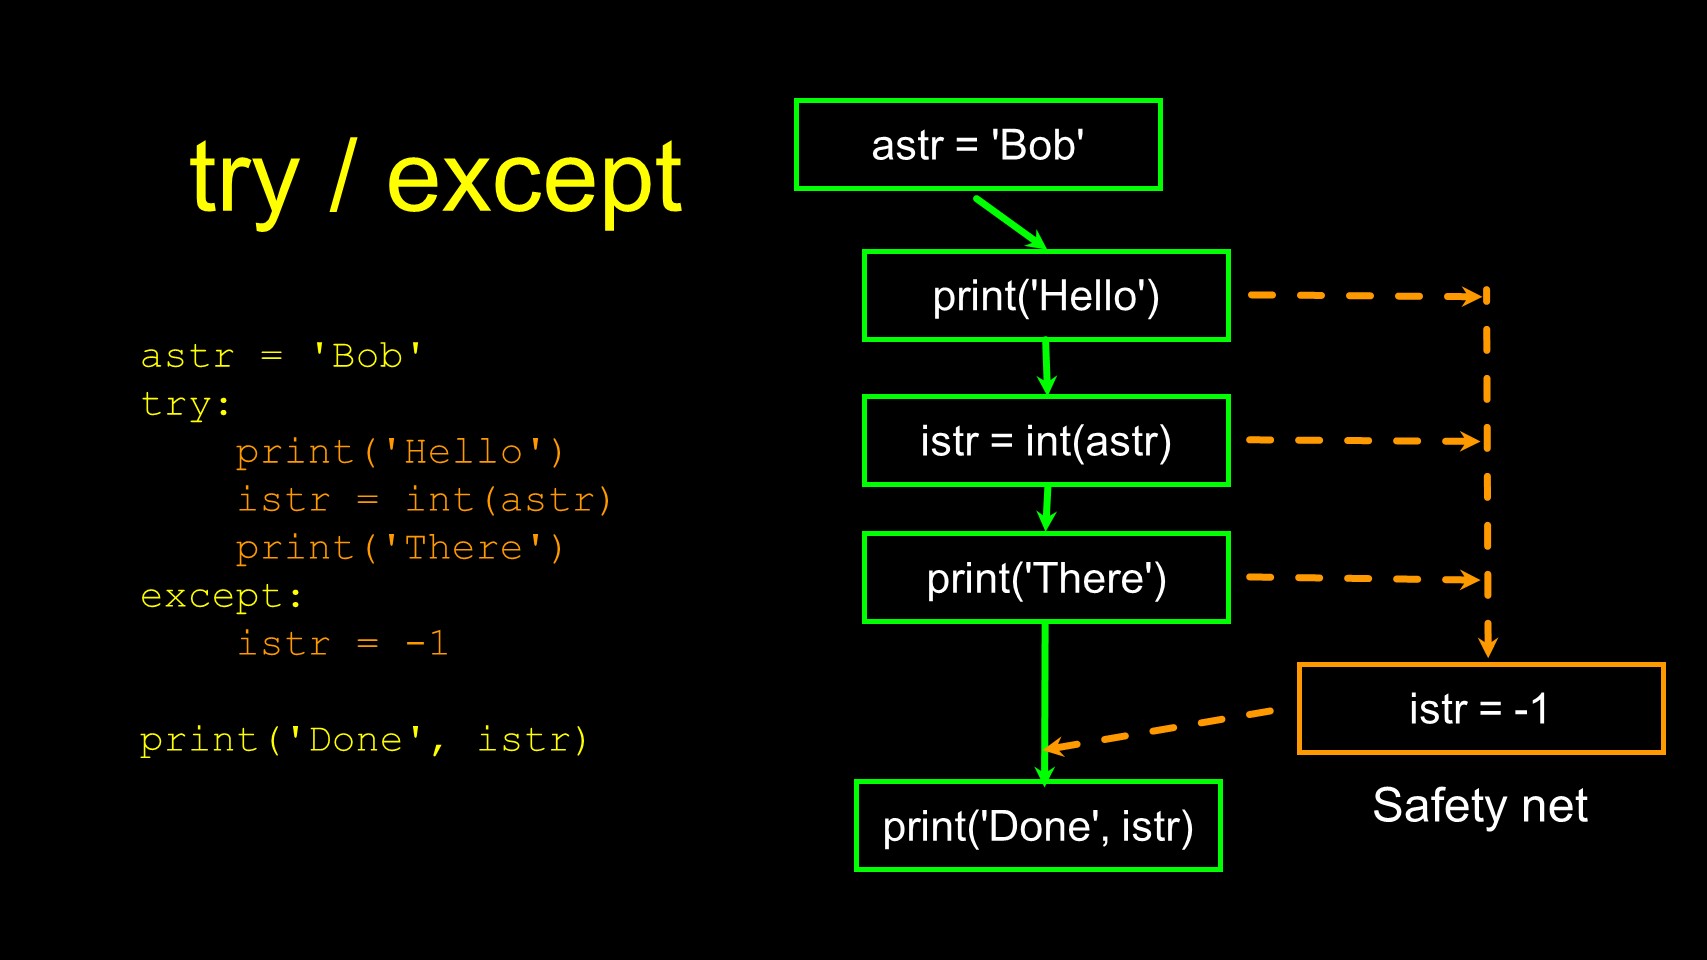 try / except
astr = 'Bob'
try:
    print('Hello')
    istr = int(astr)
    print('There')
except:
    istr = -1
print('Done', istr)
astr = 'Bob'
print('Hello')
istr = int(astr)
print('There')
istr = -1
Safety net
print('Done', istr)